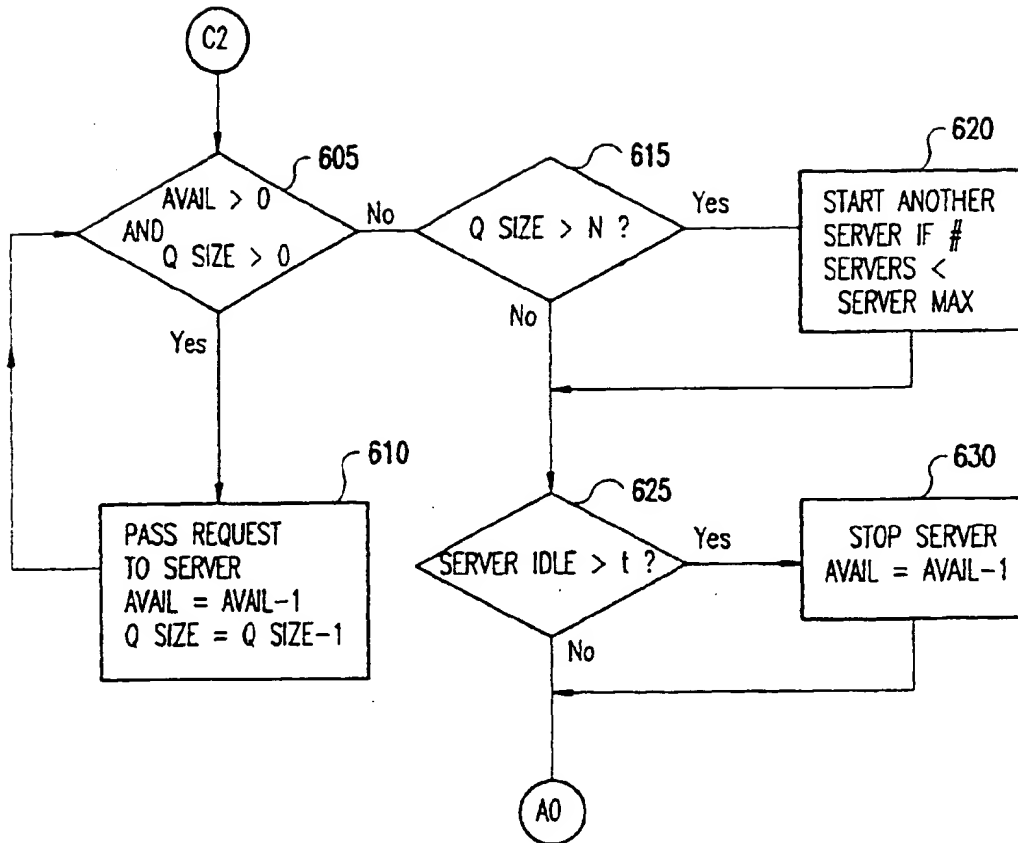 C2
605
AVAIL > 0
AND
Q SIZE > 0
No
Yes
610
PASS REQUEST
TO SERVER
AVAIL = AVAIL-1
Q SIZE = Q SIZE-1
615
Q SIZE > N ?
Yes
No
620
START ANOTHER
SERVER IF #
SERVERS <
SERVER MAX
625
SERVER IDLE > t ?
Yes
No
630
STOP SERVER
AVAIL = AVAIL-1
A0